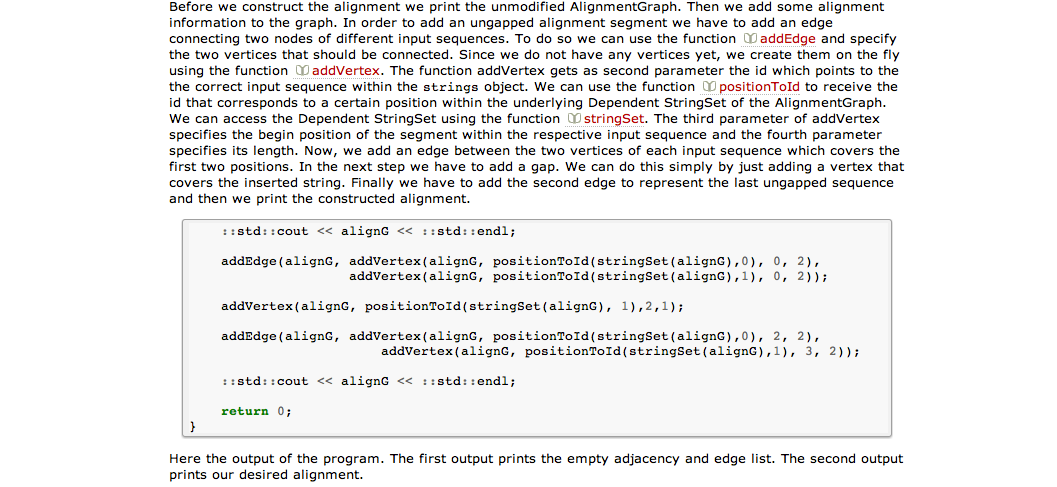 Before we construct the alignment we print the unmodified AlignmentGraph. Then we add some alignment
information to the graph. In order to add an ungapped alignment segment we have to add an edge
connecting two nodes of different input sequences. To do so we can use the function addEdge and specify
the two vertices that should be connected. Since we do not have any vertices yet, we create them on the fly
using the function addVertex. The function addVertex gets as second parameter the id which points to the
the correct input sequence within the strings object. We can use the function positionToId to receive the
id that corresponds to a certain position within the underlying Dependent StringSet of the AlignmentGraph.
We can access the Dependent StringSet using the function stringSet. The third parameter of addVertex
specifies the begin position of the segment within the respective input sequence and the fourth parameter
specifies its length. Now, we add an edge between the two vertices of each input sequence which covers the
first two positions. In the next step we have to add a gap. We can do this simply by just adding a vertex that
covers the inserted string. Finally we have to add the second edge to represent the last ungapped sequence
and then we print the constructed alignment.
::std::cout << alignG << ::std::endl;
addEdge(alignG, addVertex(alignG, positionToId(stringSet(alignG),0), 0, 2),
addVertex(alignG, positionToId(stringSet(alignG),1), 0, 2));
addVertex(alignG, positionToId(stringSet(alignG), 1),2,1);
addEdge(alignG, addVertex(alignG, positionToId(stringSet(alignG),0), 2, 2),
addVertex(alignG, positionToId(stringSet(alignG),1), 3, 2));
::std::cout << alignG << ::std::endl;
return 0;
}
Here the output of the program. The first output prints the empty adjacency and edge list. The second output
prints our desired alignment.